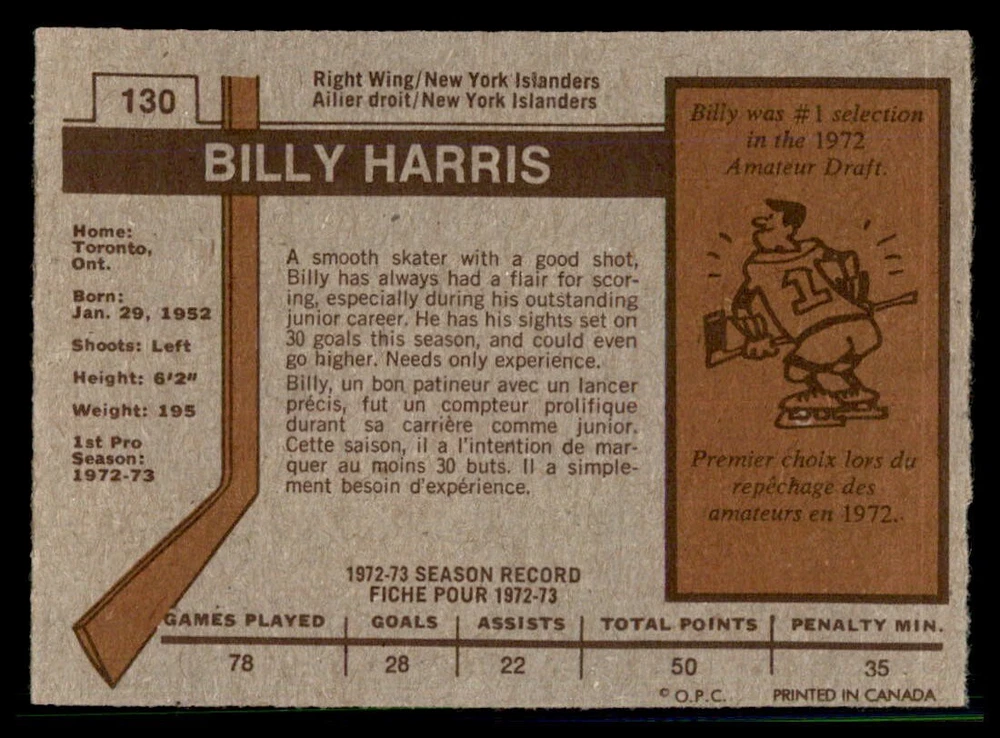 130
Right Wing/New York Islanders
Ailier droit/New York Islanders
BILLY HARRIS
Home:
Toronto,
Ont.
Born:
Jan. 29, 1952
Shoots: Left
Height: 6'2"
Weight: 195
1st Pro
Season:
1972-73
A smooth skater with a good shot,
Billy has always had a flair for scor-
ing, especially during his outstanding
junior career. He has his sights set on
30 goals this season, and could even
go higher. Needs only experience.
Billy, un bon patineur avec un lancer
précis, fut un compteur prolifique
durant sa carrière comme junior.
Cette saison, il a l'intention de mar-
quer au moins 30 buts. Il a simple-
ment besoin d'expérience.
Billy was #1 selection
in the 1972
Amateur Draft.
1
Premier choix lors du
repêchage des
amateurs en 1972.
1972-73 SEASON RECORD
FICHE POUR 1972-73
GAMES PLAYED GOALS ASSISTS TOTAL POINTS PENALTY MIN.
78 28 22 50 35
© O.P.C. PRINTED IN CANADA